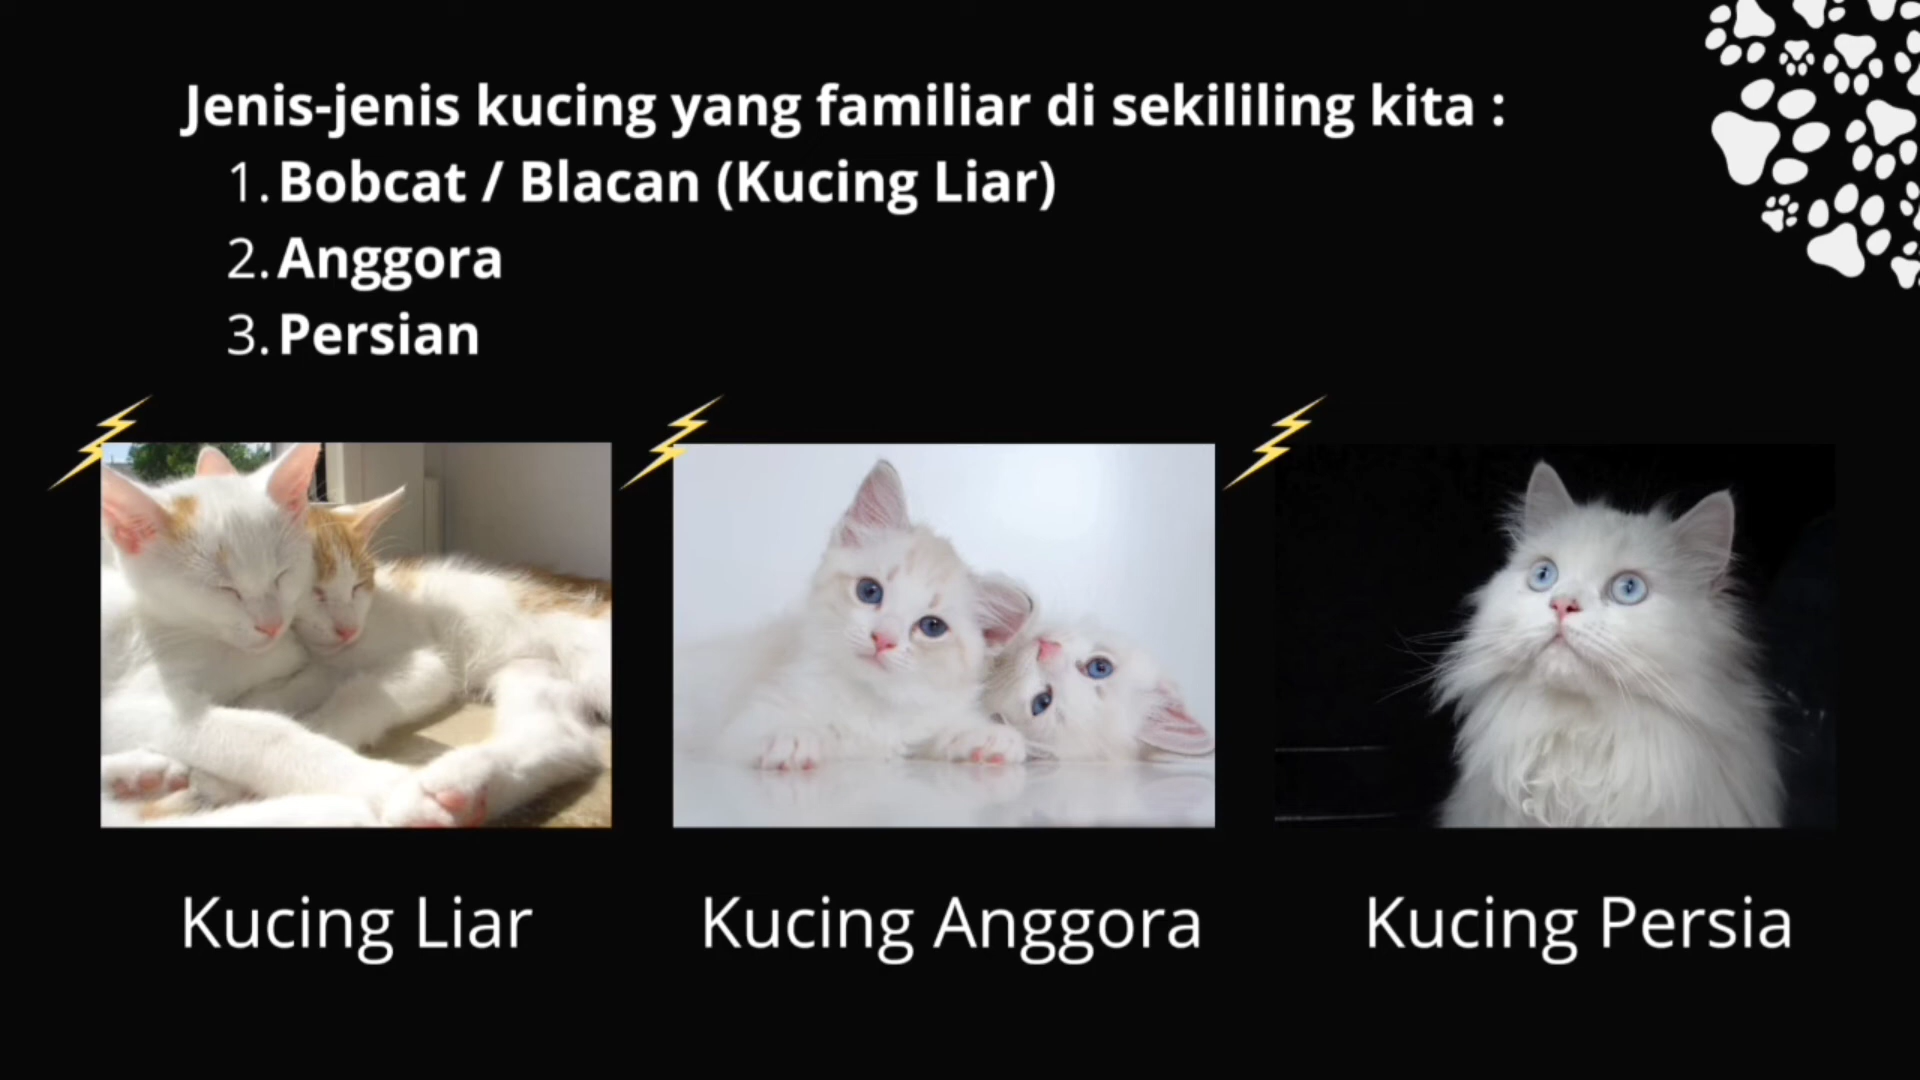 Jenis-jenis kucing yang familiar di sekililing kita :
1. Bobcat / Blacan (Kucing Liar)
2. Anggora
3. Persian
Kucing Liar
Kucing Anggora
Kucing Persia